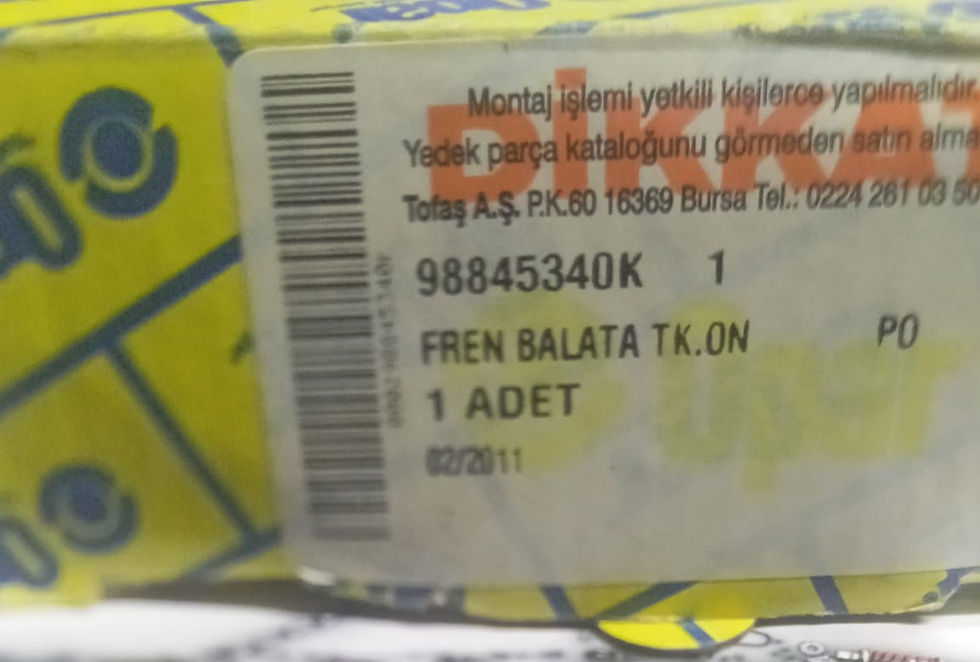 DİKKAT
Montaj işlemi yetkili kişilerce yapılmalıdır.
Yedek parça kataloğunu görmeden satın alma
Tofaş A.Ş. P.K.60 16369 Bursa Tel.: 0224 261 03 50
98845340K 1
FREN BALATA TK.ON PO
1 ADET
02/2011